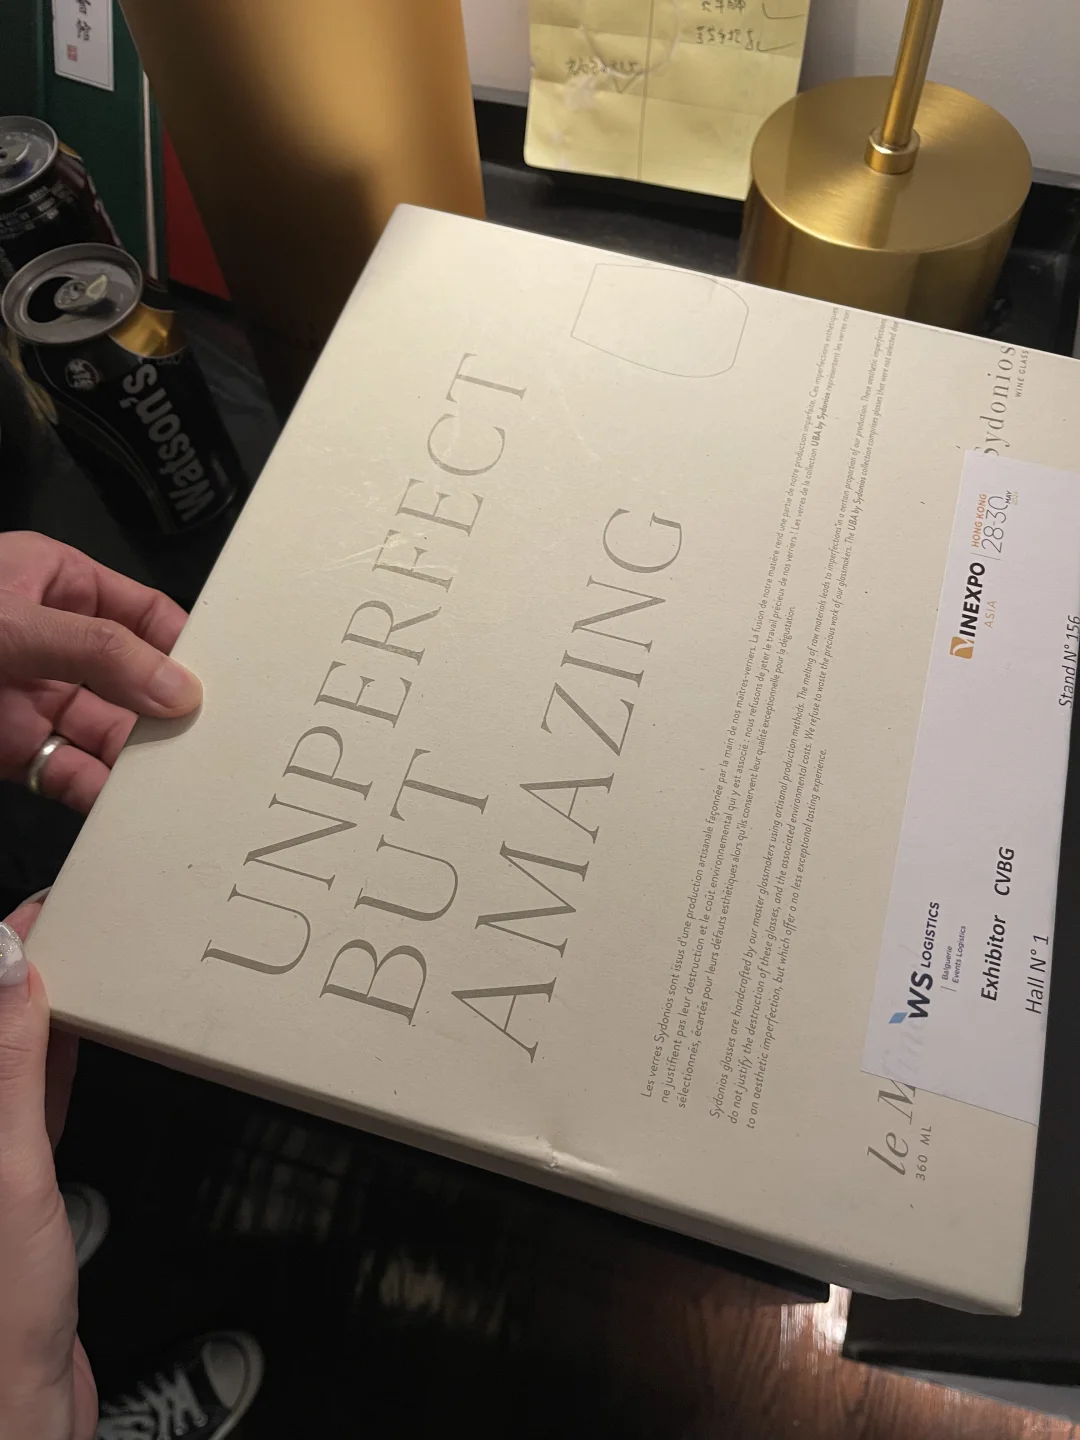 UNPERFECT
BUT
AMAZING
Les verres Sydonios sont issus d'une production artisanale façonnée par la main de nos maîtres-verriers. La fusion de notre matière rend une partie de notre production imparfaite. Ces imperfections esthétiques
ne justifient pas leur destruction et le coût environnemental qui y est associé : nous refusons de jeter le travail précieux de nos verriers ! Les verres de la collection UBA by Sydonios représentent les verres non
sélectionnés, écartés pour leurs défauts esthétiques alors qu'ils conservent leur qualité exceptionnelle pour la dégustation.
Sydonios glasses are handcrafted by our master glassmakers using artisanal production methods. The melting of raw materials leads to imperfections in a certain proportion of our production. These aesthetic imperfections
do not justify the destruction of these glasses, and the associated environmental costs. We refuse to waste the precious work of our glassmakers. The UBA by Sydonios collection comprises glasses that were not selected due
to an aesthetic imperfection, but which offer a no less exceptional tasting experience.
le M
360 ML
Sydonios
WINE GLASS
WS LOGISTICS
Balguerie
Events Logistics
VINEXPO
ASIA
HONG KONG
28-30 MAY
Exhibitor CVBG
Hall N° 1
Stand N° 156
Watson's